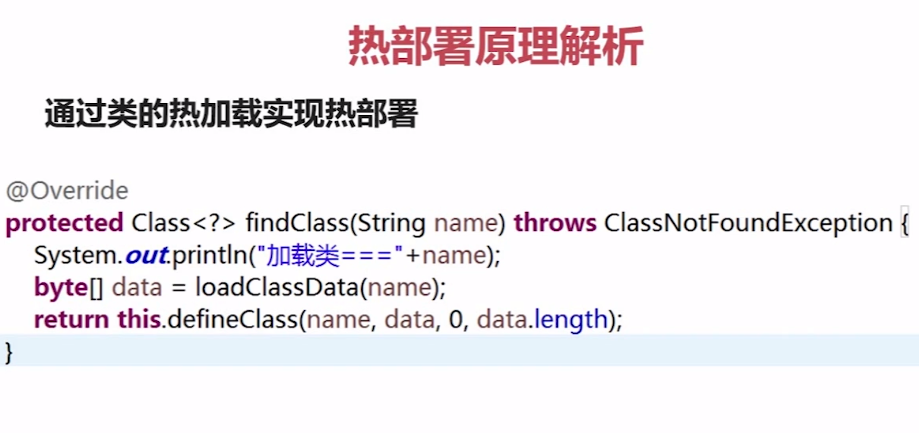 热部署原理解析
通过类的热加载实现热部署
@Override
protected Class<?> findClass(String name) throws ClassNotFoundException {
System.out.println("加载类==="+name);
byte[] data = loadClassData(name);
return this.defineClass(name, data, 0, data.length);
}